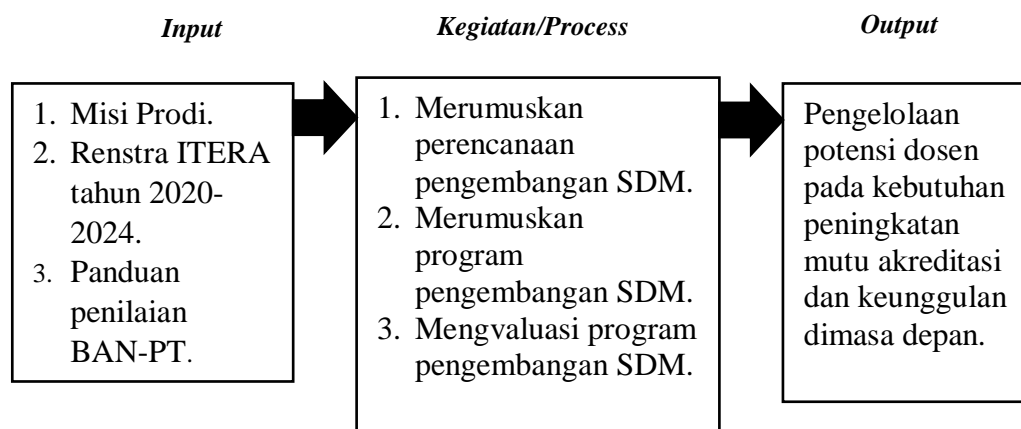 Input
Kegiatan/Process
Output
1. Misi Prodi.
2. Renstra ITERA
tahun 2020-
2024.
3. Panduan
penilaian
BAN-PT.
1. Merumuskan
perencanaan
pengembangan SDM.
2. Merumuskan
program
pengembangan SDM.
3. Mengvaluasi program
pengembangan SDM.
Pengelolaan
potensi dosen
pada kebutuhan
peningkatan
mutu akreditasi
dan keunggulan
dimasa depan.